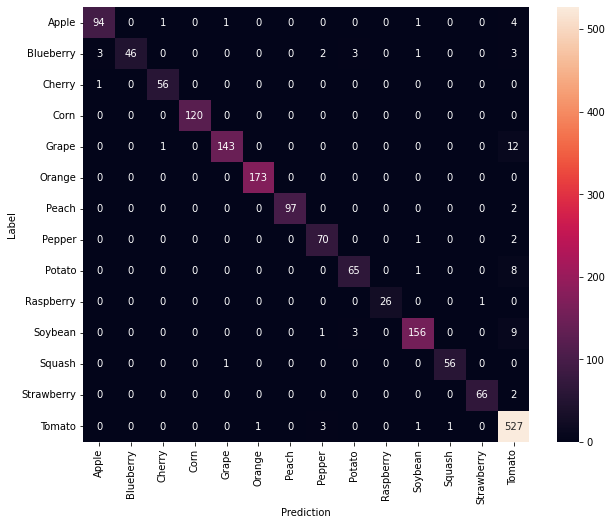 Apple 94 0 1 0 1 0 0 0 0 0 1 0 0 4
Blueberry 3 46 0 0 0 0 0 2 3 0 1 0 0 3
Cherry 1 0 56 0 0 0 0 0 0 0 0 0 0 0
Corn 0 0 0 120 0 0 0 0 0 0 0 0 0 0
Grape 0 0 1 0 143 0 0 0 0 0 0 0 0 12
Orange 0 0 0 0 0 173 0 0 0 0 0 0 0 0
Peach 0 0 0 0 0 0 97 0 0 0 0 0 0 2
Pepper 0 0 0 0 0 0 0 70 0 0 1 0 0 2
Potato 0 0 0 0 0 0 0 0 65 0 1 0 0 8
Raspberry 0 0 0 0 0 0 0 0 0 26 0 0 1 0
Soybean 0 0 0 0 0 0 0 1 3 0 156 0 0 9
Squash 0 0 0 0 1 0 0 0 0 0 0 56 0 0
Strawberry 0 0 0 0 0 0 0 0 0 0 0 0 66 2
Tomato 0 0 0 0 0 1 0 3 0 0 1 1 0 527
Apple Blueberry Cherry Corn Grape Orange Peach Pepper Potato Raspberry Soybean Squash Strawberry Tomato
Prediction
Label
500
400
300
200
100
0